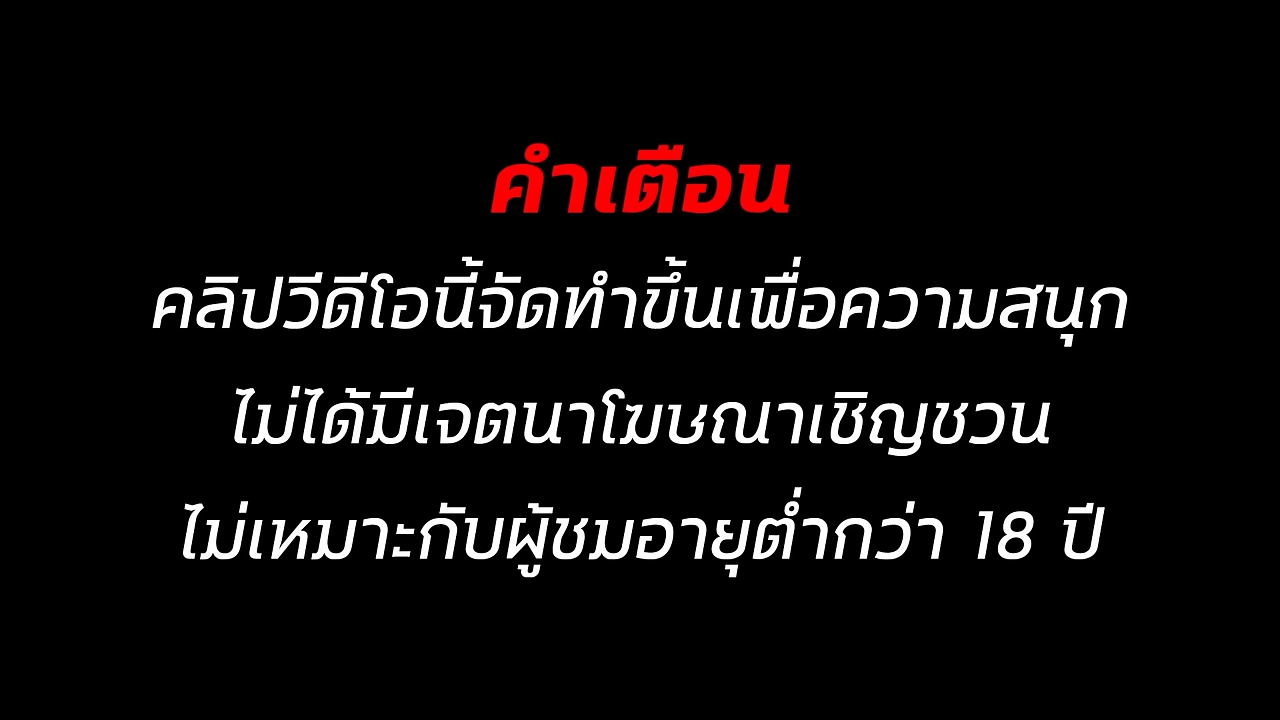 คำเตือน
คลิปวีดีโอนี้จัดทำขึ้นเพื่อความสนุก
ไม่ได้มีเจตนาโฆษณาเชิญชวน
ไม่เหมาะกับผู้ชมอายุต่ำกว่า 18 ปี